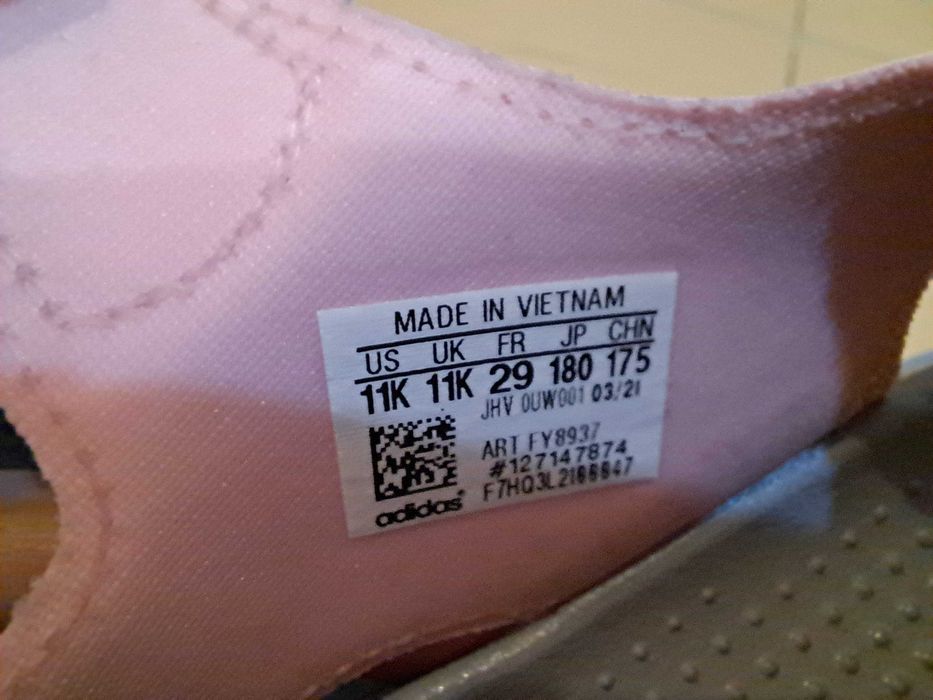 MADE IN VIETNAM
US UK FR JP CHN
11K 11K 29 180 175
JHV 0UW001 03/21
ART FY8937
#127147874
adidas